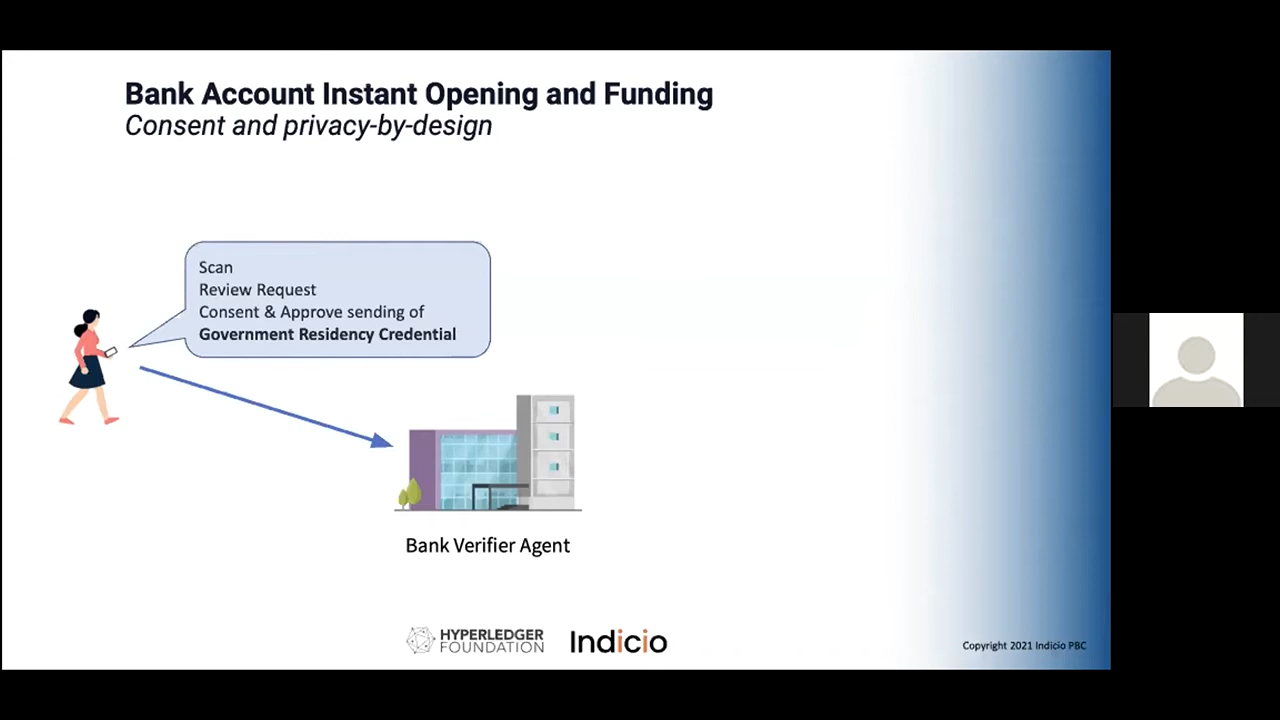 Bank Account Instant Opening and Funding
Consent and privacy-by-design
Scan
Review Request
Consent & Approve sending of
Government Residency Credential
Bank Verifier Agent
HYPERLEDGER
FOUNDATION
Indicio
Copyright 2021 Indicio PBC